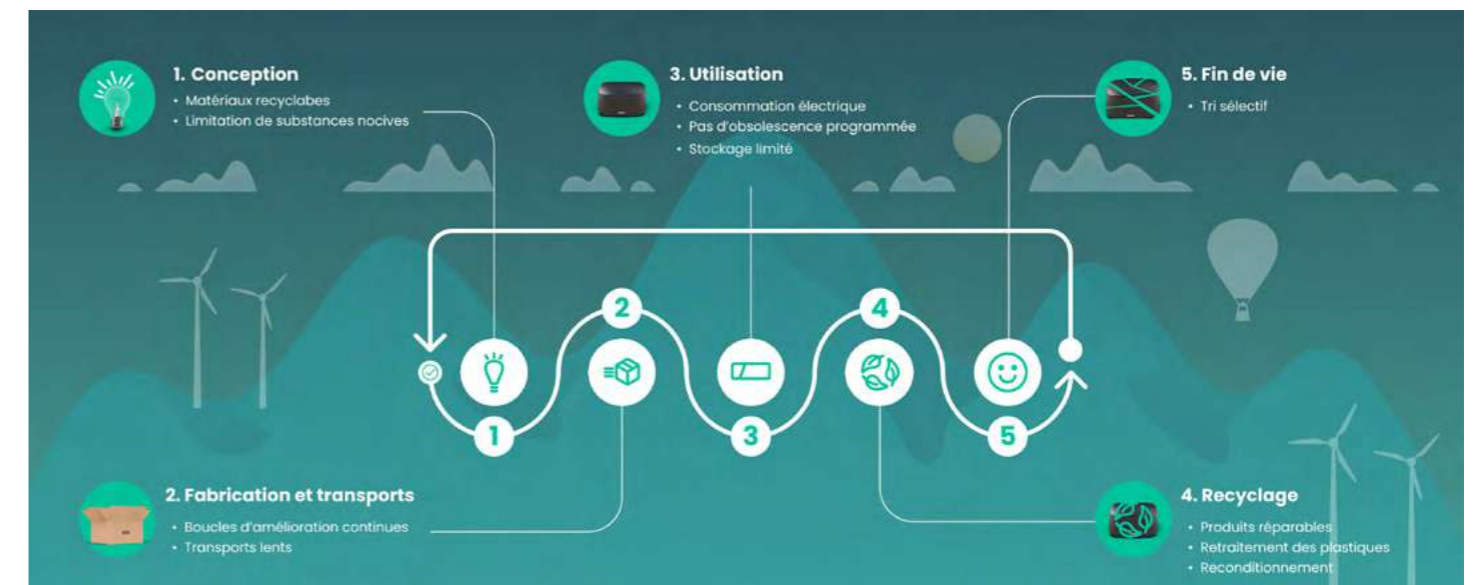 1. Conception
• Matériaux recyclabes
• Limitation de substances nocives
3. Utilisation
• Consommation électrique
• Pas d'obsolescence programmée
• Stockage limité
5. Fin de vie
• Tri sélectif
2
4
1
3
5
2. Fabrication et transports
• Boucles d'amélioration continues
• Transports lents
4. Recyclage
• Produits réparables
• Retraitement des plastiques
• Reconditionnement